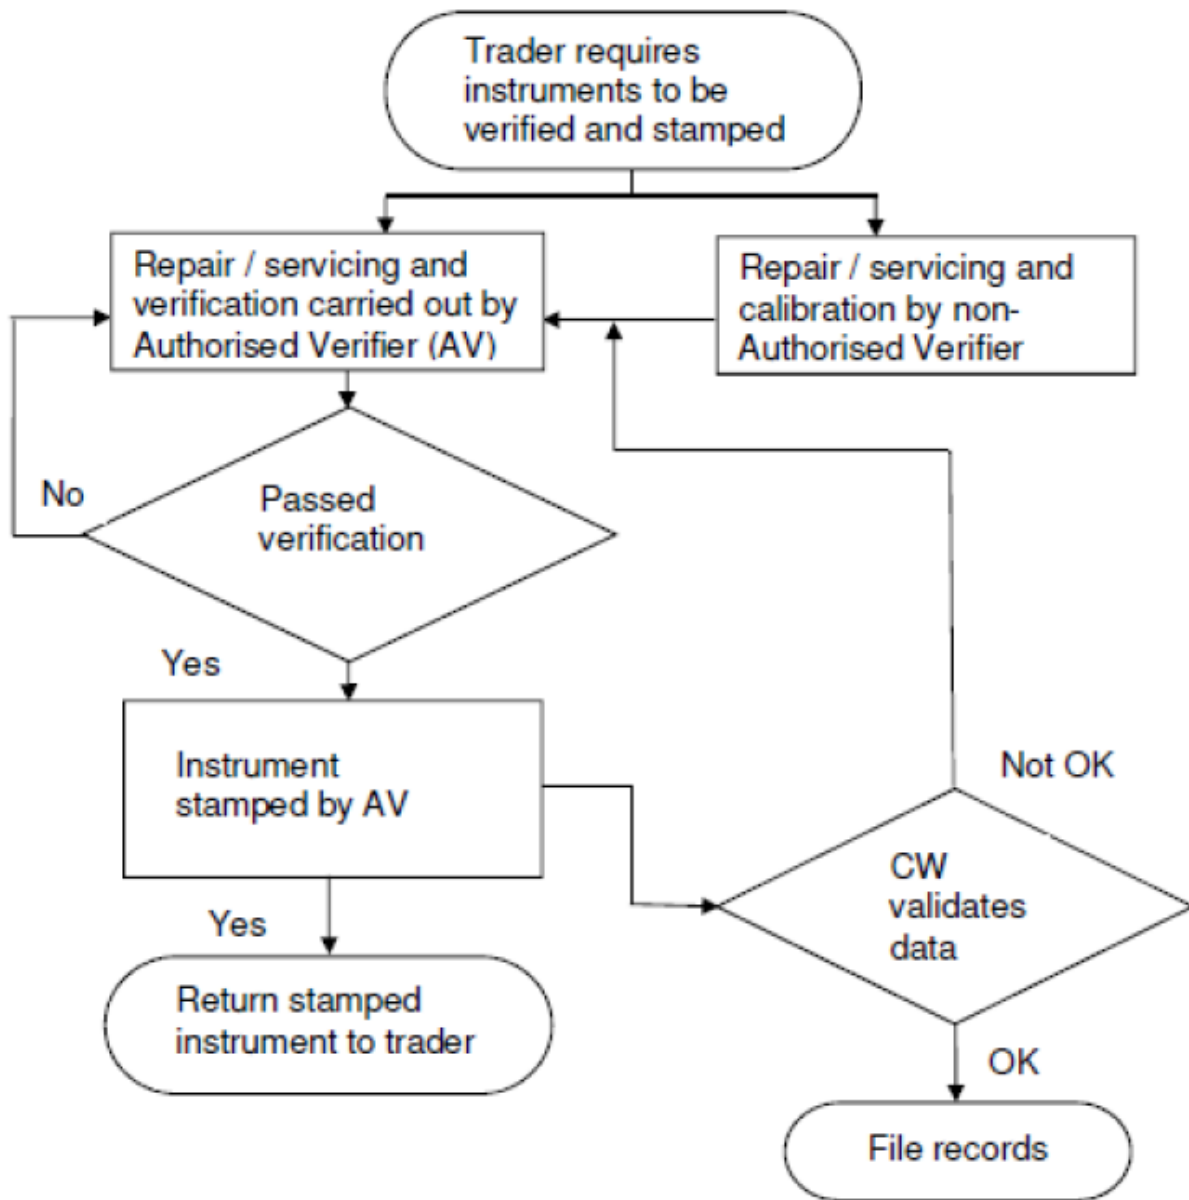 Trader requires
instruments to be
verified and stamped
Repair / servicing and
verification carried out by
Authorised Verifier (AV)
Repair / servicing and
calibration by non-
Authorised Verifier
No
Passed
verification
Yes
Instrument
stamped by AV
Not OK
CW
validates
data
Yes
Return stamped
instrument to trader
OK
File records